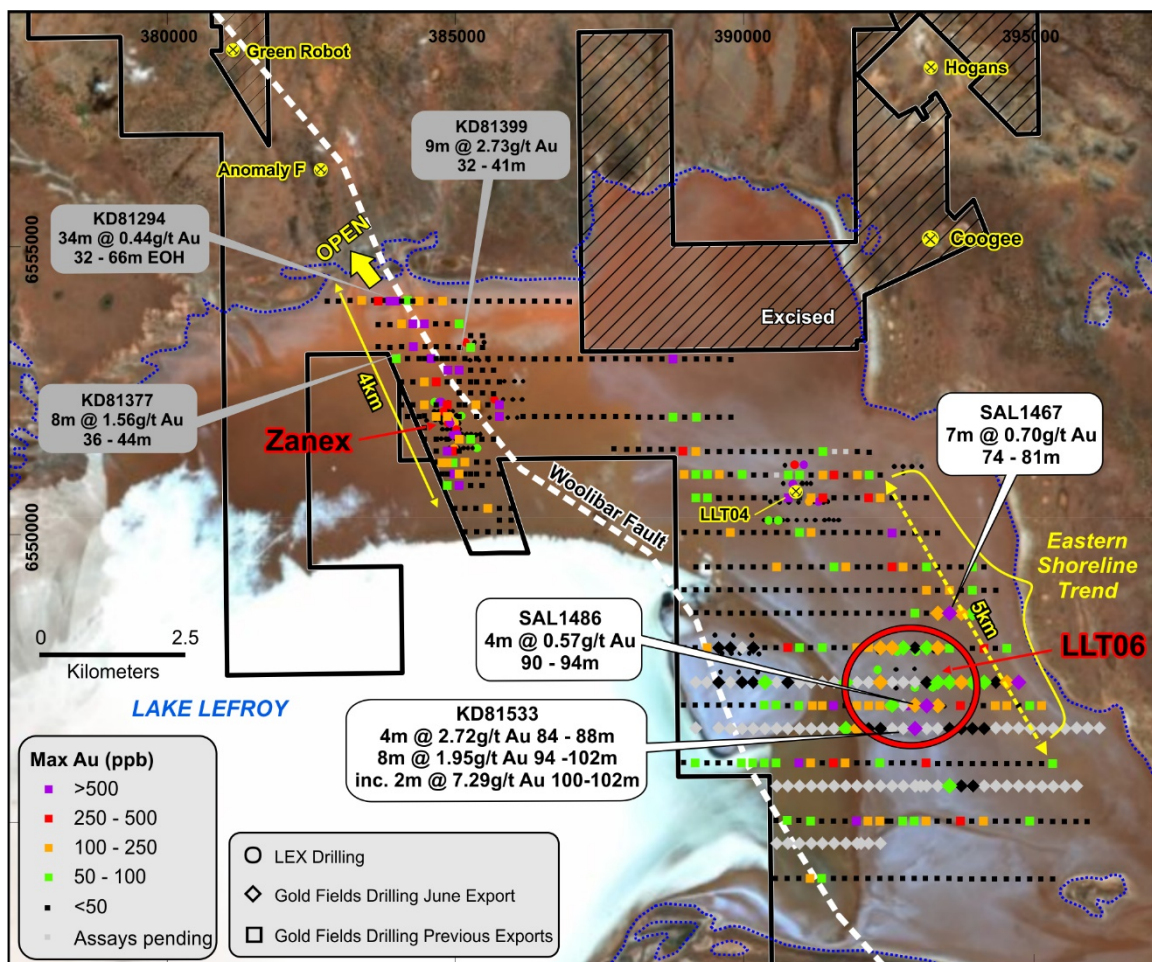 380000
385000
390000
395000
Green Robot
Hogans
KD81399
9m @ 2.73g/t Au
32 - 41m
Anomaly F
KD81294
34m @ 0.44g/t Au
32 - 66m EOH
OPEN
Coogee
6555000
Excised
KD81377
8m @ 1.56g/t Au
36 - 44m
4km
Zanex
SAL1467
7m @ 0.70g/t Au
74 - 81m
Woolibar Fault
LLT04
6550000
Eastern
Shoreline
Trend
5km
0
2.5
Kilometers
SAL1486
4m @ 0.57g/t Au
90 - 94m
LLT06
LAKE LEFROY
KD81533
4m @ 2.72g/t Au 84 - 88m
8m @ 1.95g/t Au 94 -102m
inc. 2m @ 7.29g/t Au 100-102m
Max Au (ppb)
>500
250 - 500
100 - 250
50 - 100
<50
Assays pending
LEX Drilling
Gold Fields Drilling June Export
Gold Fields Drilling Previous Exports